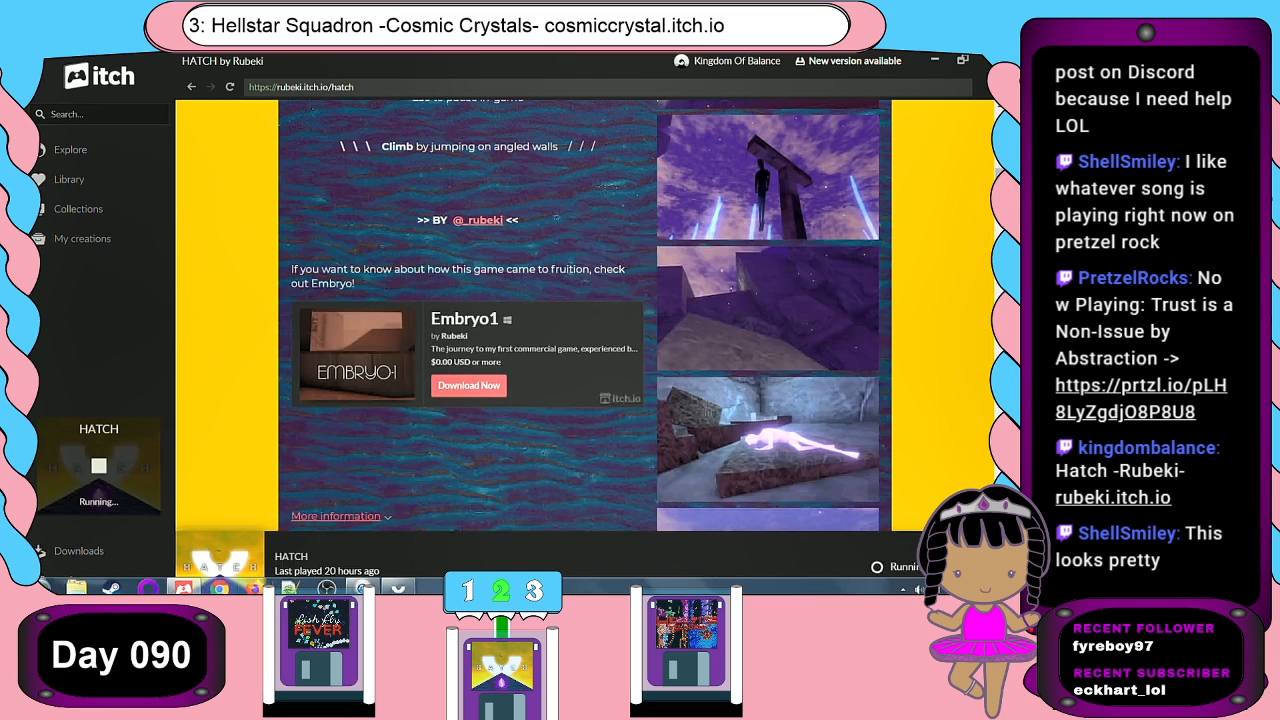 3: Hellstar Squadron -Cosmic Crystals- cosmiccrystal.itch.io
itch
HATCH by Rubeki
Kingdom Of Balance
New version available
https://rubeki.itch.io/hatch
Search...
Explore
Library
Collections
My creations
HATCH
Running...
Downloads
\ \ \ Climb by jumping on angled walls / / /
>> BY @_rubeki <<
If you want to know about how this game came to fruition, check
out Embryo!
EMBRYO-1
Embryo1
by Rubeki
The journey to my first commercial game, experienced b...
$0.00 USD or more
Download Now
itch.io
More information
HATCH
HATCH
Last played 20 hours ago
Runni
post on Discord
because I need help
LOL
ShellSmiley: I like
whatever song is
playing right now on
pretzel rock
PretzelRocks: No
w Playing: Trust is a
Non-Issue by
Abstraction ->
https://prtzl.io/pLH
8LyZgdjO8P8U8
kingdombalance:
Hatch -Rubeki-
rubeki.itch.io
ShellSmiley: This
looks pretty
1 2 3
FEVER
HATCH
Day 090
RECENT FOLLOWER
fyreboy97
RECENT SUBSCRIBER
eckhart_lol